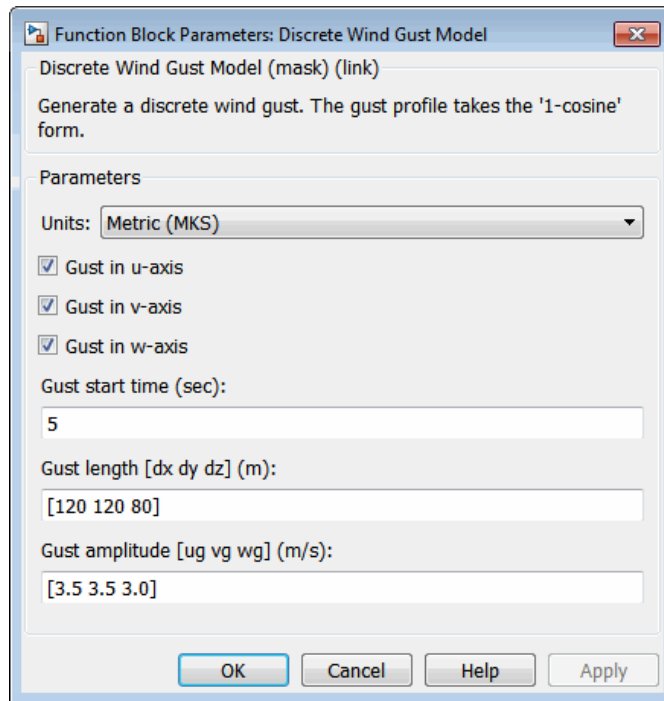 Function Block Parameters: Discrete Wind Gust Model
Discrete Wind Gust Model (mask) (link)
Generate a discrete wind gust. The gust profile takes the '1-cosine'
form.
Parameters
Units: Metric (MKS)
Gust in u-axis
Gust in v-axis
Gust in w-axis
Gust start time (sec):
5
Gust length [dx dy dz] (m):
[120 120 80]
Gust amplitude [ug vg wg] (m/s):
[3.5 3.5 3.0]
OK Cancel Help Apply